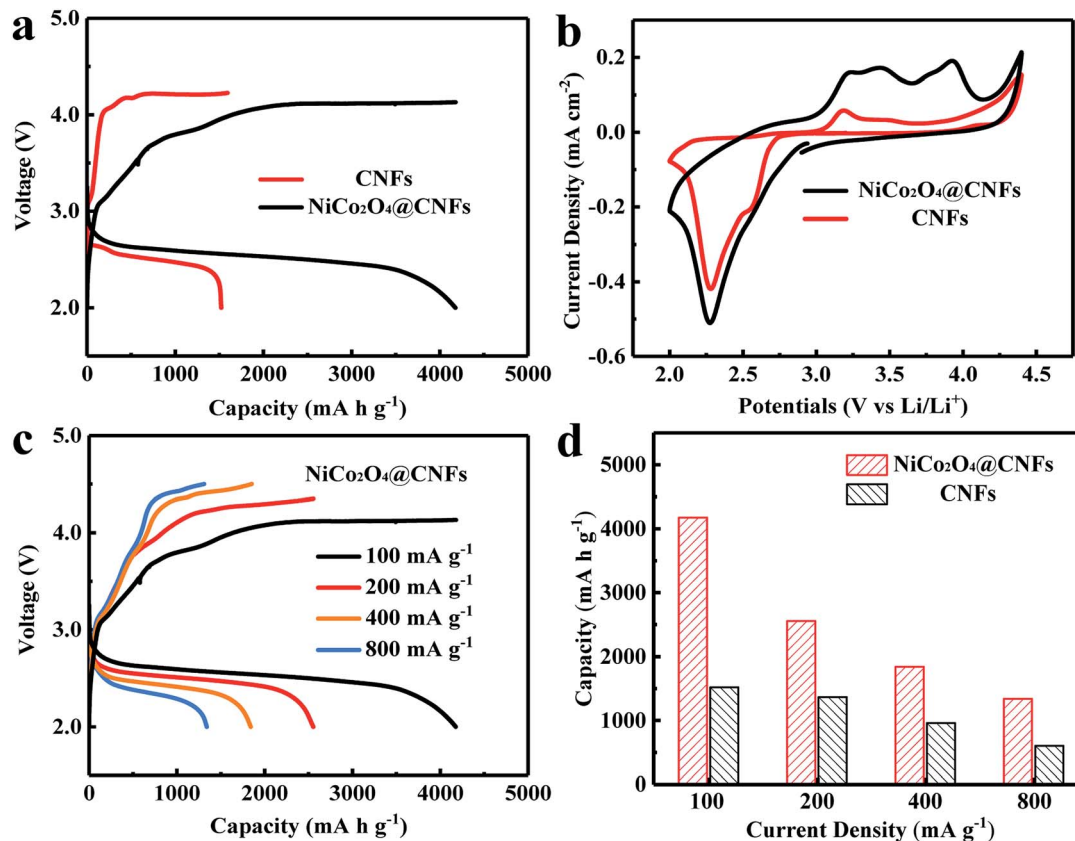 a
4.0
3.0
2.0
Voltage (V)
CNFs
NiCo₂O₄@CNFs
0 1000 2000 3000 4000 5000
Capacity (mA h g⁻¹)
b
0.2
0.0
-0.2
-0.4
-0.6
Current Density (mA cm⁻²)
NiCo₂O₄@CNFs
CNFs
2.0 2.5 3.0 3.5 4.0 4.5
Potentials (V vs Li/Li⁺)
c
5.0
4.0
3.0
2.0
Voltage (V)
NiCo₂O₄@CNFs
100 mA g⁻¹
200 mA g⁻¹
400 mA g⁻¹
800 mA g⁻¹
0 1000 2000 3000 4000 5000
Capacity (mA h g⁻¹)
d
5000
4000
3000
2000
1000
0
Capacity (mA h g⁻¹)
NiCo₂O₄@CNFs
CNFs
100 200 400 800
Current Density (mA g⁻¹)